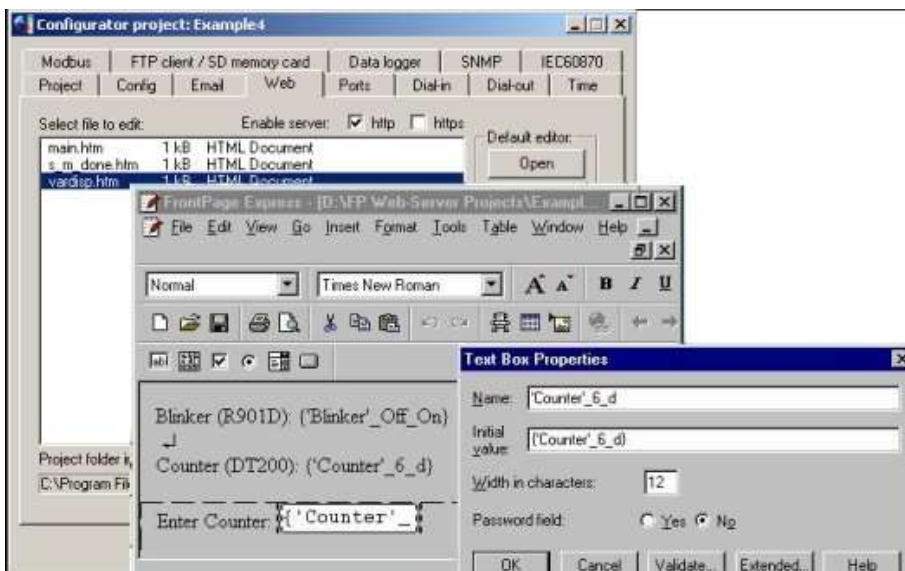 Configurator project: Example4
Modbus FTP client / SD memory card Data logger SNMP IEC60870
Project Config Email Web Ports Dial-in Dial-out Time
Select file to edit: Enable server: http https
Default editor:
main.htm 1 kB HTML Document
Open
s_m_done.htm 1 kB HTML Document
vardisp.htm 1 kB HTML Document
FrontPage Express - [D:\FP Web-Server Projects\Exampl...
File Edit View Go Insert Format Tools Table Window Help
Normal Times New Roman A A B I U
Text Box Properties
Name: 'Counter'_6_d
Blinker (R901D): {'Blinker'_Off_On}
Initial value: {'Counter'_6_d}
Project folder i
Counter (DT200): {'Counter'_6_d}
C:\Program Fil
Width in characters: 12
Enter Counter: {'Counter'_
Password field: Yes No
OK Cancel Validate... Extended... Help